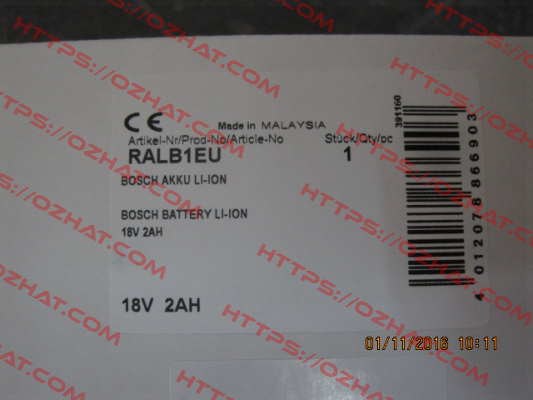 CE Made in MALAYSIA
Artikel-Nr/Prod-No/Article-No Stück/Qty/pc
RALB1EU 1
BOSCH AKKU LI-ION
BOSCH BATTERY LI-ION
18V 2AH
18V 2AH
391160
4 012078 866903
01/11/2016 10:11
HTTPS://OZHAT.COM